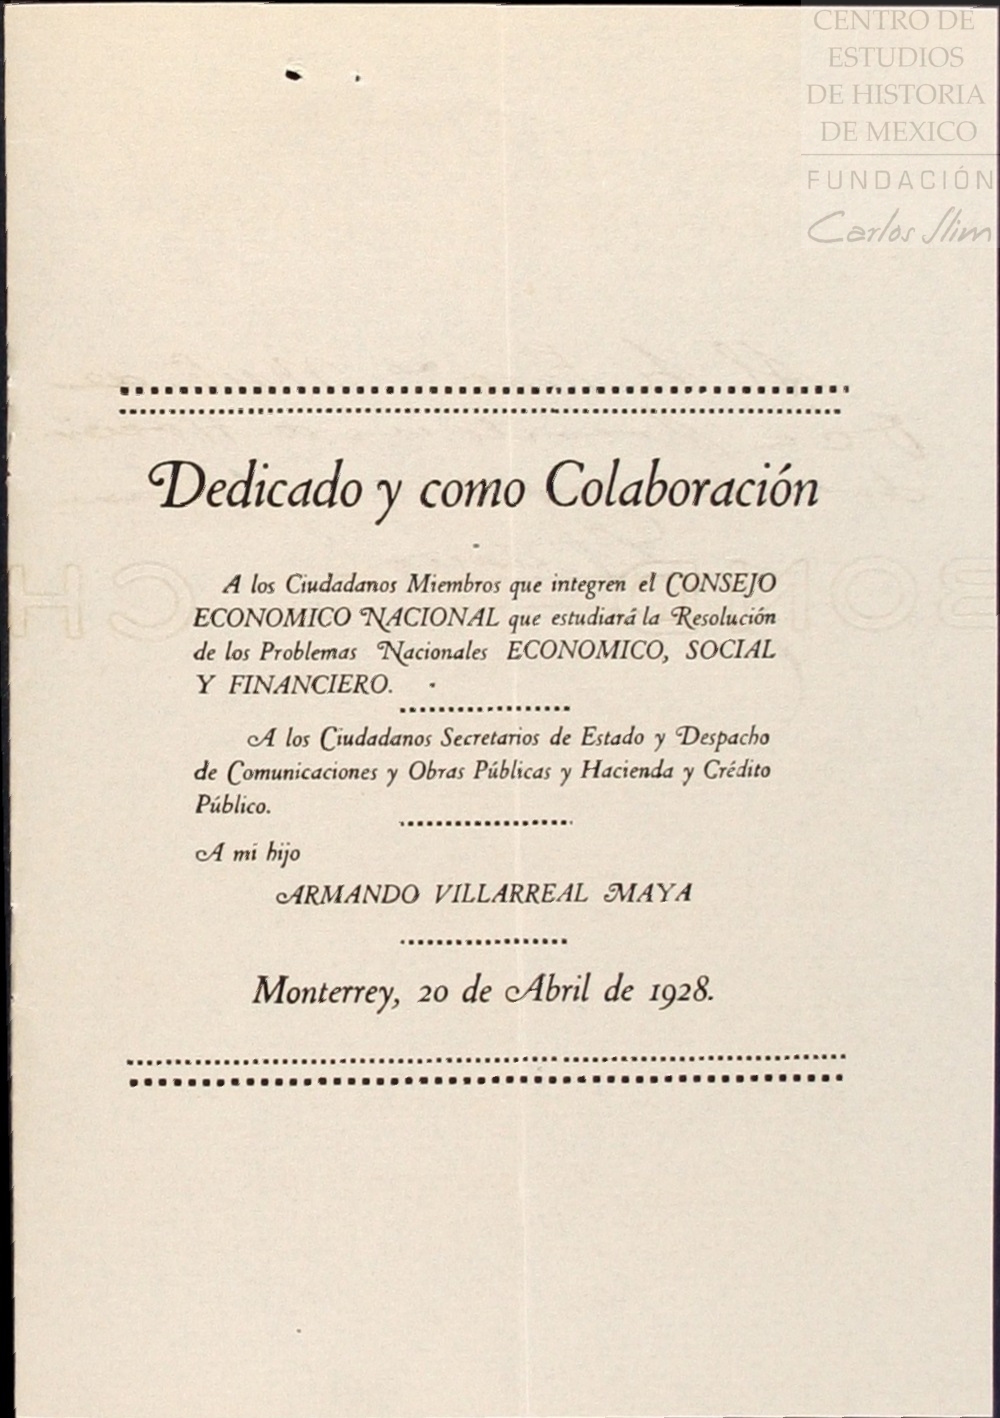 CENTRO DE
ESTUDIOS
DE HISTORIA
DE MEXICO
FUNDACIÓN
Carlos Slim
Dedicado y como Colaboración
A los Ciudadanos Miembros que integren el CONSEJO
ECONOMICO NACIONAL que estudiará la Resolución
de los Problemas Nacionales ECONOMICO, SOCIAL
Y FINANCIERO.
A los Ciudadanos Secretarios de Estado y Despacho
de Comunicaciones y Obras Públicas y Hacienda y Crédito
Público.
A mi hijo
ARMANDO VILLARREAL MAYA
Monterrey, 20 de Abril de 1928.